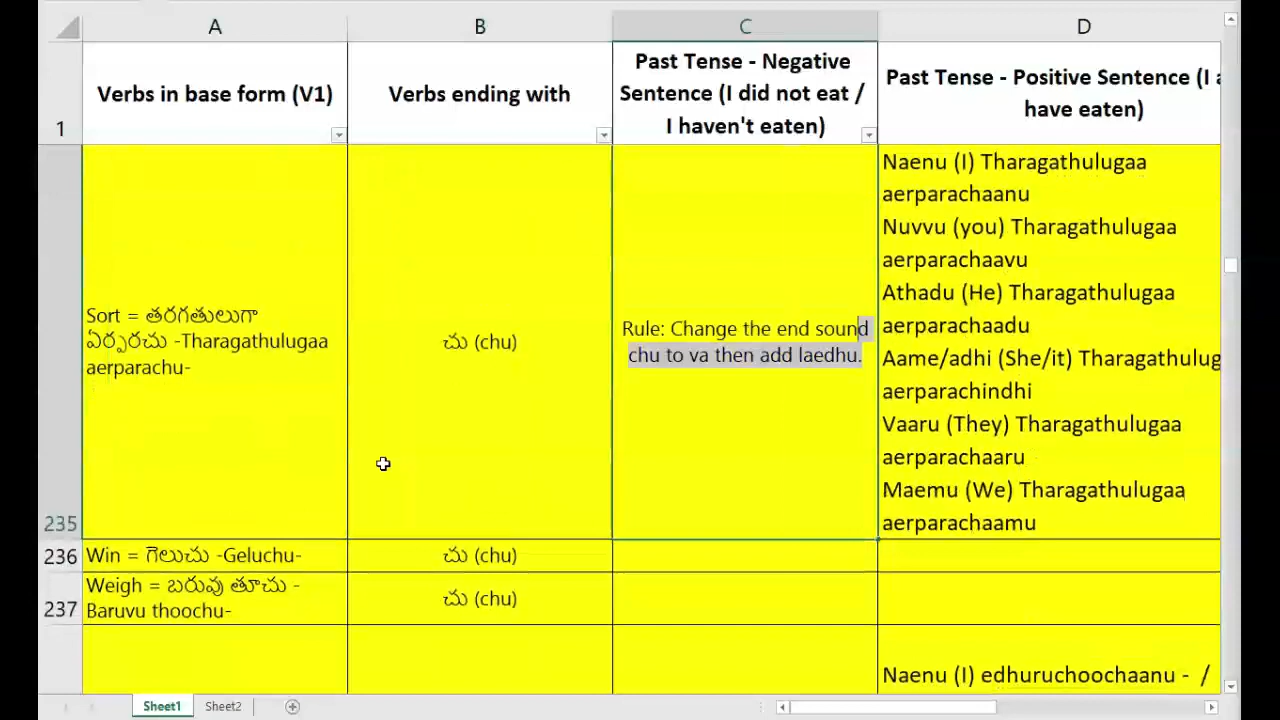 A
B
C
D
1
Verbs in base form (V1)
Verbs ending with
Past Tense - Negative
Sentence (I did not eat /
I haven't eaten)
Past Tense - Positive Sentence (I a
have eaten)
Sort = తరగతులుగా
ఏర్పరచు -Tharagathulugaa
aerparachu-
చు (chu)
Rule: Change the end sound
chu to va then add laedhu.
Naenu (I) Tharagathulugaa
aerparachaanu
Nuvvu (you) Tharagathulugaa
aerparachaavu
Athadu (He) Tharagathulugaa
aerparachaadu
Aame/adhi (She/it) Tharagathulug
aerparachindhi
Vaaru (They) Tharagathulugaa
aerparachaaru
Maemu (We) Tharagathulugaa
aerparachaamu
235
236
Win = గెలుచు -Geluchu-
చు (chu)
237
Weigh = బరువు తూచు -
Baruvu thoochu-
చు (chu)
Naenu (I) edhuruchoochaanu - /
Sheet1
Sheet2